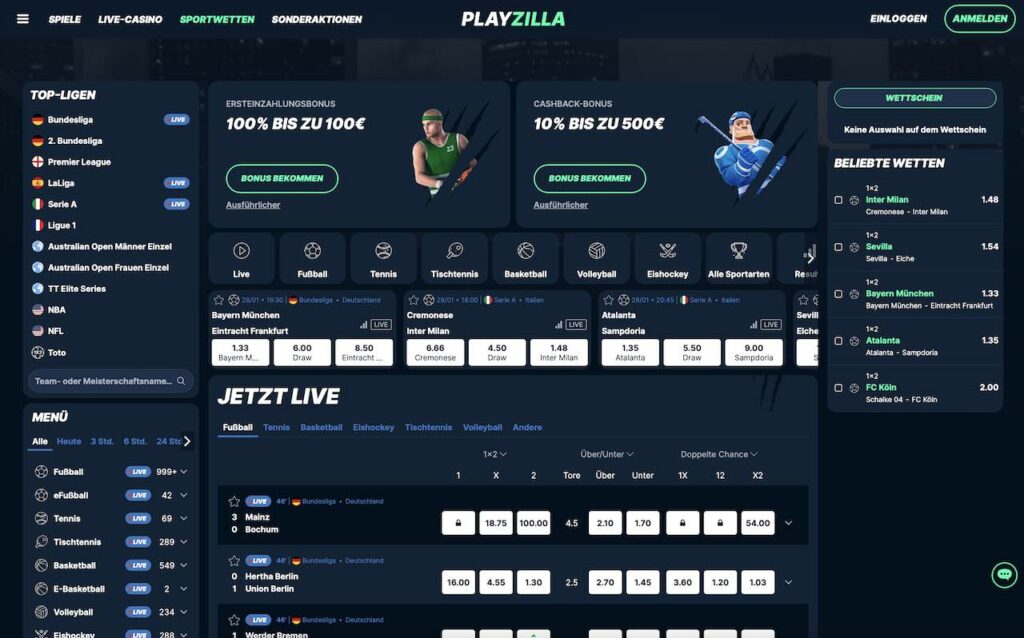 SPIELE LIVE-CASINO SPORTWETTEN SONDERAKTIONEN PLAYZILLA EINLOGGEN ANMELDEN
TOP-LIGEN
Bundesliga LIVE
2. Bundesliga
Premier League
LaLiga LIVE
Serie A LIVE
Ligue 1
Australian Open Männer Einzel
Australian Open Frauen Einzel
TT Elite Series
NBA
NFL
Toto
Team- oder Meisterschaftsname...
MENÜ
Alle Heute 3 Std. 6 Std. 24 Std
Fußball LIVE 999+
eFußball LIVE 42
Tennis LIVE 69
Tischtennis LIVE 289
Basketball LIVE 549
E-Basketball LIVE 2
Volleyball LIVE 234
Eishockey LIVE 288
ERSTEINZAHLUNGSBONUS
100% BIS ZU 100€
BONUS BEKOMMEN
Ausführlicher
CASHBACK-BONUS
10% BIS ZU 500€
BONUS BEKOMMEN
Ausführlicher
Live Fußball Tennis Tischtennis Basketball Volleyball Eishockey Alle Sportarten
28/01 • 18:30 Bundesliga • Deutschland
Bayern München
Eintracht Frankfurt LIVE
1.33 6.00 8.50
Bayern M... Draw Eintracht ...
28/01 • 18:00 Serie A • Italien
Cremonese
Inter Milan LIVE
6.66 4.50 1.48
Cremonese Draw Inter Milan
28/01 • 20:45 Serie A • Italien
Atalanta
Sampdoria LIVE
1.35 5.50 9.00
Atalanta Draw Sampdoria
Sevill
Elche
JETZT LIVE
Fußball Tennis Basketball Eishockey Tischtennis Volleyball Andere
1×2 Über/Unter Doppelte Chance
1 X 2 Tore Über Unter 1X 12 X2
LIVE 46' Bundesliga • Deutschland
3 Mainz
0 Bochum
18.75 100.00 4.5 2.10 1.70 54.00
LIVE 46' Bundesliga • Deutschland
0 Hertha Berlin
1 Union Berlin
16.00 4.55 1.30 2.5 2.70 1.45 3.60 1.20 1.03
LIVE 46' Bundesliga • Deutschland
1 Werder Bremen
WETTSCHEIN
Keine Auswahl auf dem Wettschein
BELIEBTE WETTEN
1×2
Inter Milan 1.48
Cremonese - Inter Milan
1×2
Sevilla 1.54
Sevilla - Elche
1×2
Bayern München 1.33
Bayern München - Eintracht Frankfurt
1×2
Atalanta 1.35
Atalanta - Sampdoria
1×2
FC Köln 2.00
Schalke 04 - FC Köln